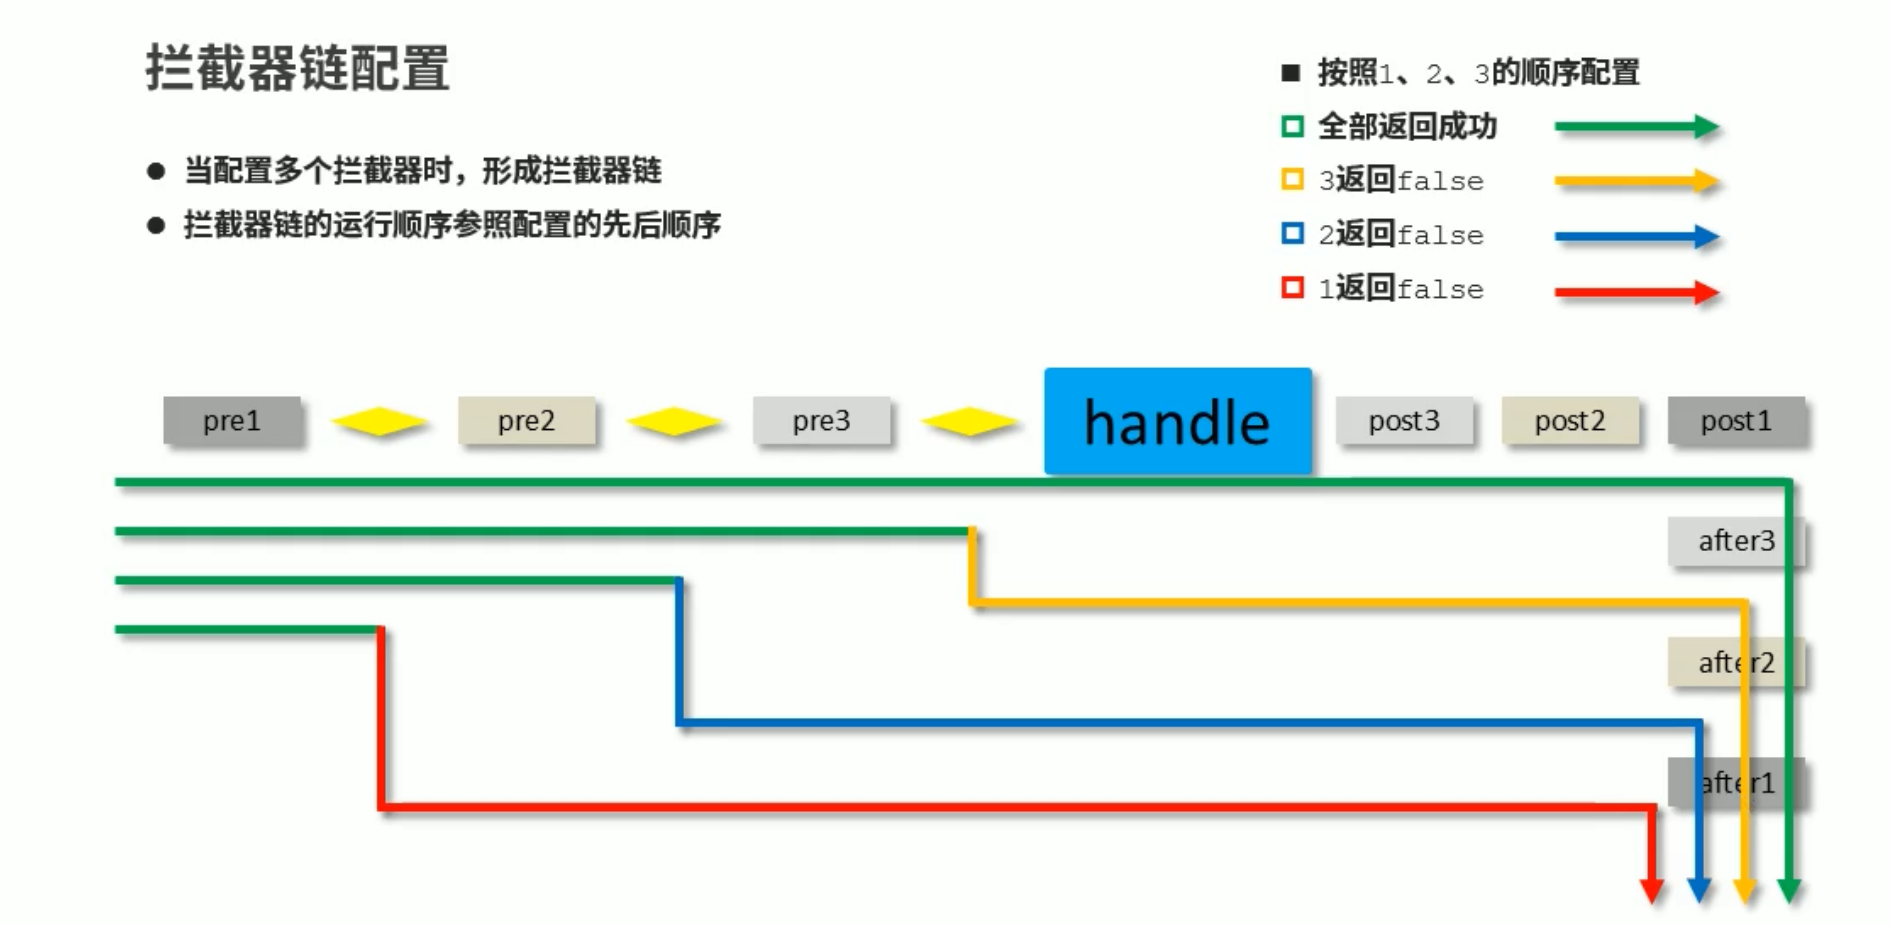 拦截器链配置
当配置多个拦截器时，形成拦截器链
拦截器链的运行顺序参照配置的先后顺序
按照1、2、3的顺序配置
全部返回成功
3返回false
2返回false
1返回false
pre1
pre2
pre3
handle
post3
post2
post1
after3
after2
after1